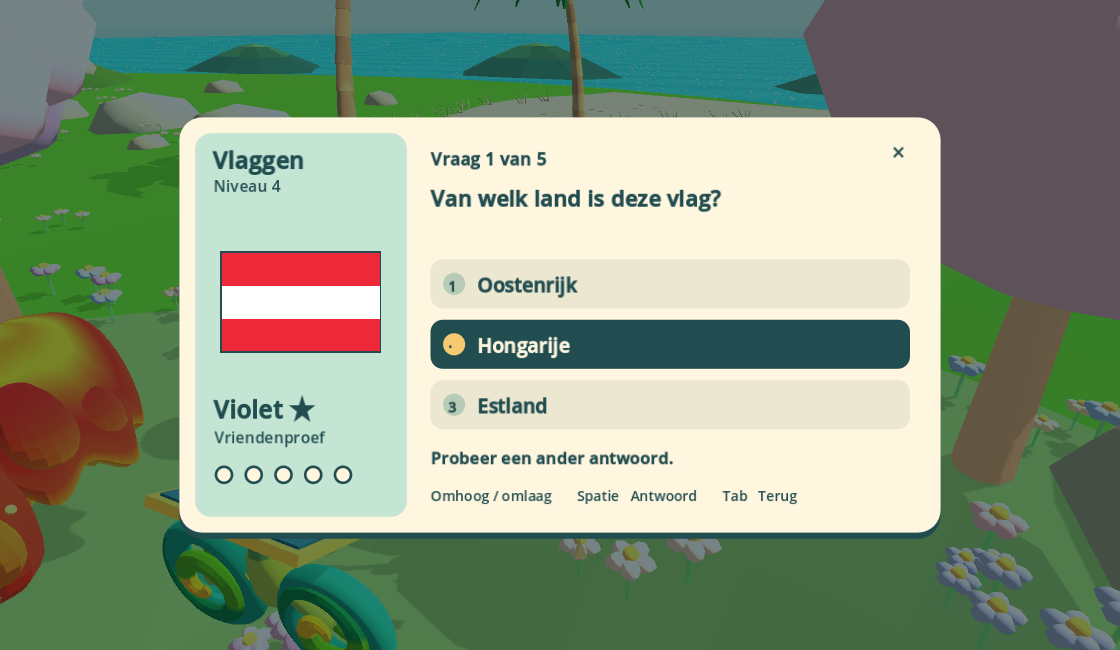 Vlaggen
Niveau 4
Violet ★
Vriendenproef
Vraag 1 van 5
×
Van welk land is deze vlag?
1 Oostenrijk
· Hongarije
3 Estland
Probeer een ander antwoord.
Omhoog / omlaag Spatie Antwoord Tab Terug